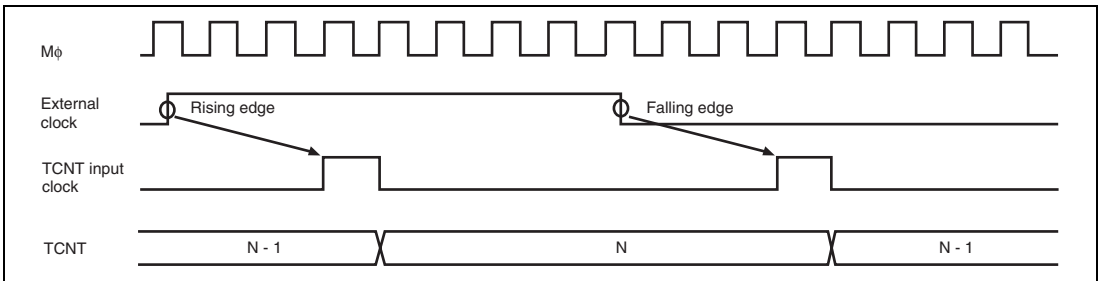 Mφ
External
clock
Rising edge
Falling edge
TCNT input
clock
TCNT
N - 1
N
N - 1